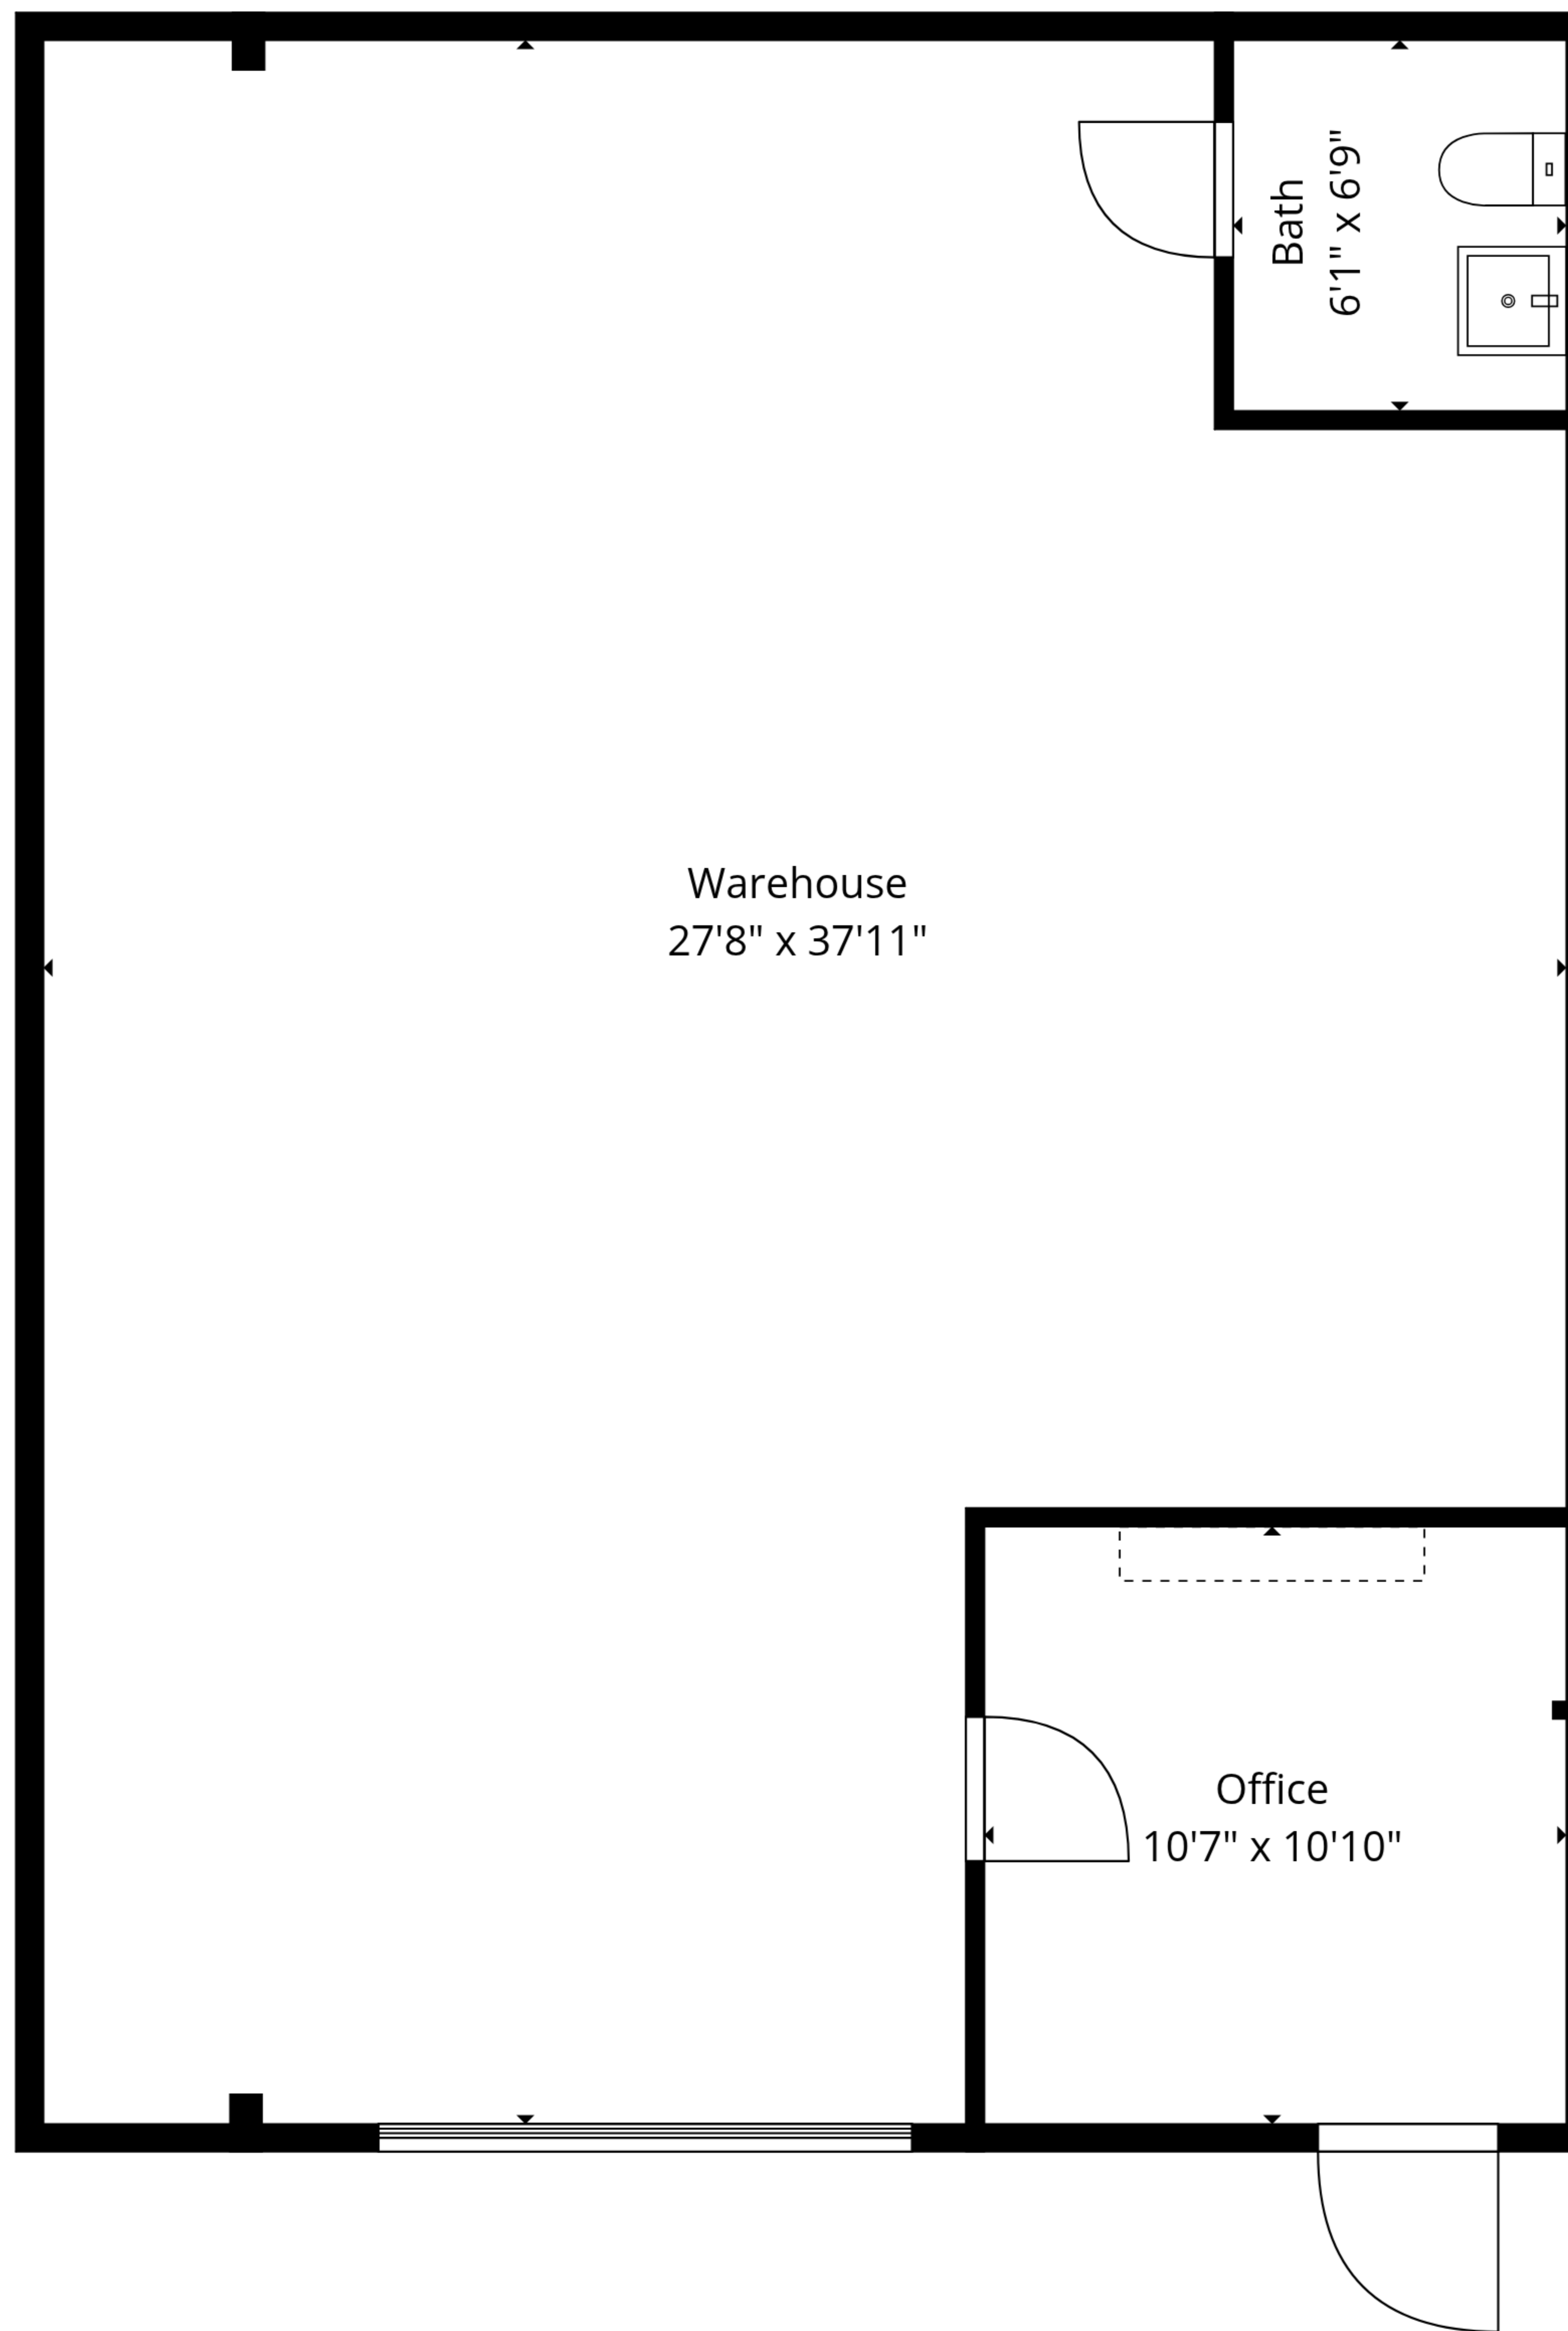 Bath
6'1" x 6'9"
Warehouse
27'8" x 37'11"
Office
10'7" x 10'10"